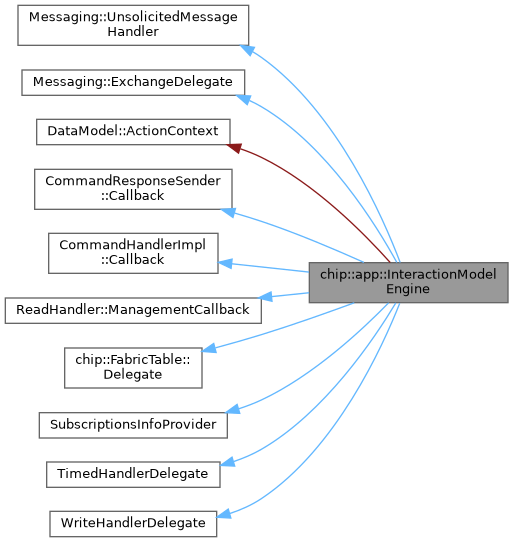 Messaging::UnsolicitedMessage
Handler
Messaging::ExchangeDelegate
DataModel::ActionContext
CommandResponseSender
::Callback
CommandHandlerImpl
::Callback
chip::app::InteractionModel
Engine
ReadHandler::ManagementCallback
chip::FabricTable::
Delegate
SubscriptionsInfoProvider
TimedHandlerDelegate
WriteHandlerDelegate